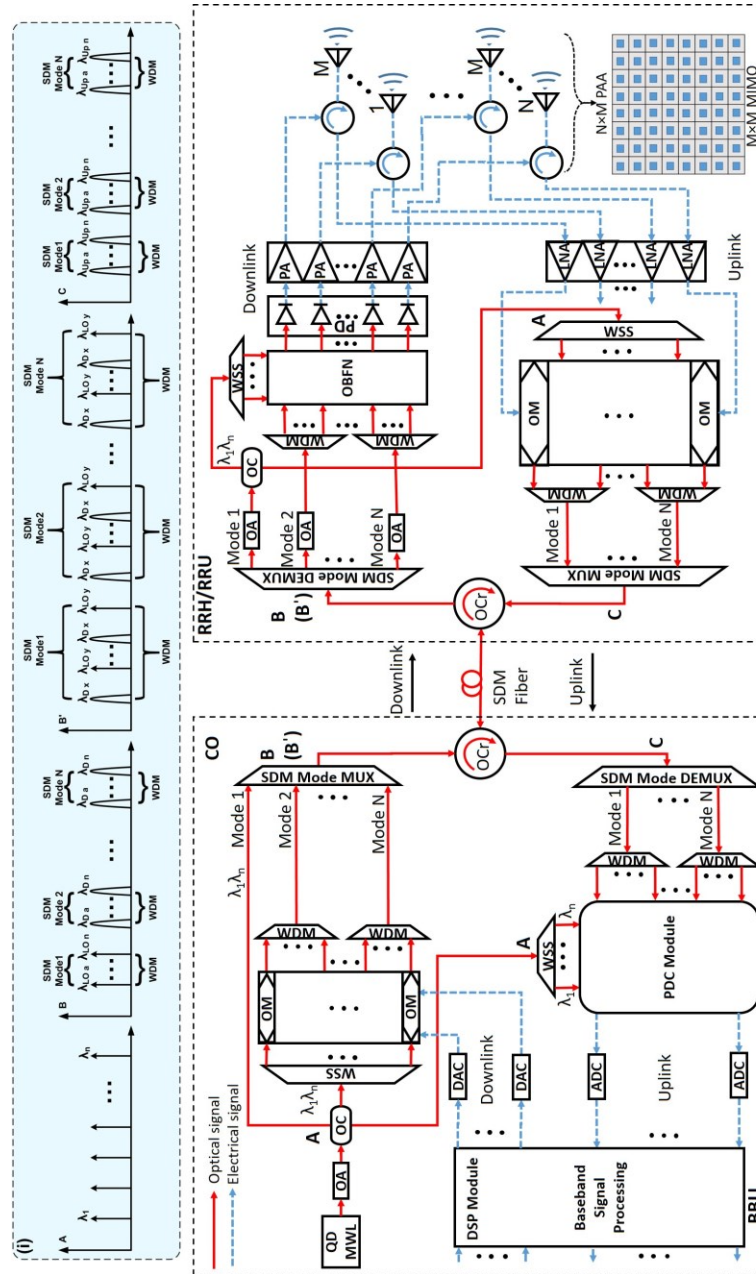 (i)
A
λ1
λn
B
SDM
Mode1
λLO a
λLO n
WDM
SDM
Mode 2
λD a
λD n
WDM
SDM
Mode N
λD a
λD n
WDM
B'
SDM
Mode1
λD x
λLO y
λD x
λLO y
WDM
SDM
Mode2
λD x
λLO y
λD x
λLO y
WDM
SDM
Mode N
λD x
λLO y
λD x
λLO y
WDM
C
SDM
Mode1
λUp a
λUp n
WDM
SDM
Mode 2
λUp a
λUp n
WDM
SDM
Mode N
λUp a
λUp n
WDM
Optical signal
Electrical signal
CO
QD
MWL
OA
OC
A
λ1λn
λ1λn
WSS
OM
OM
WDM
WDM
Mode 1
Mode 2
Mode N
SDM Mode MUX
B
(B')
OCr
DAC
DAC
Downlink
DSP Module
Baseband
Signal
Processing
ADC
ADC
Uplink
A
WSS
λ1
λn
PDC Module
WDM
WDM
Mode 1
Mode N
SDM Mode DEMUX
C
Downlink
SDM
Fiber
Uplink
RRH/RRU
OCr
B
(B')
SDM Mode DEMUX
Mode 1
Mode 2
Mode N
OA
OA
OA
OC
λ1λn
WSS
WDM
WDM
OBFN
PD
Downlink
PA
PA
PA
PA
M
1
M
N
N×M PAA
M×M MIMO
C
SDM Mode MUX
Mode 1
Mode N
WDM
WDM
OM
OM
A
WSS
LNA
LNA
LNA
LNA
Uplink